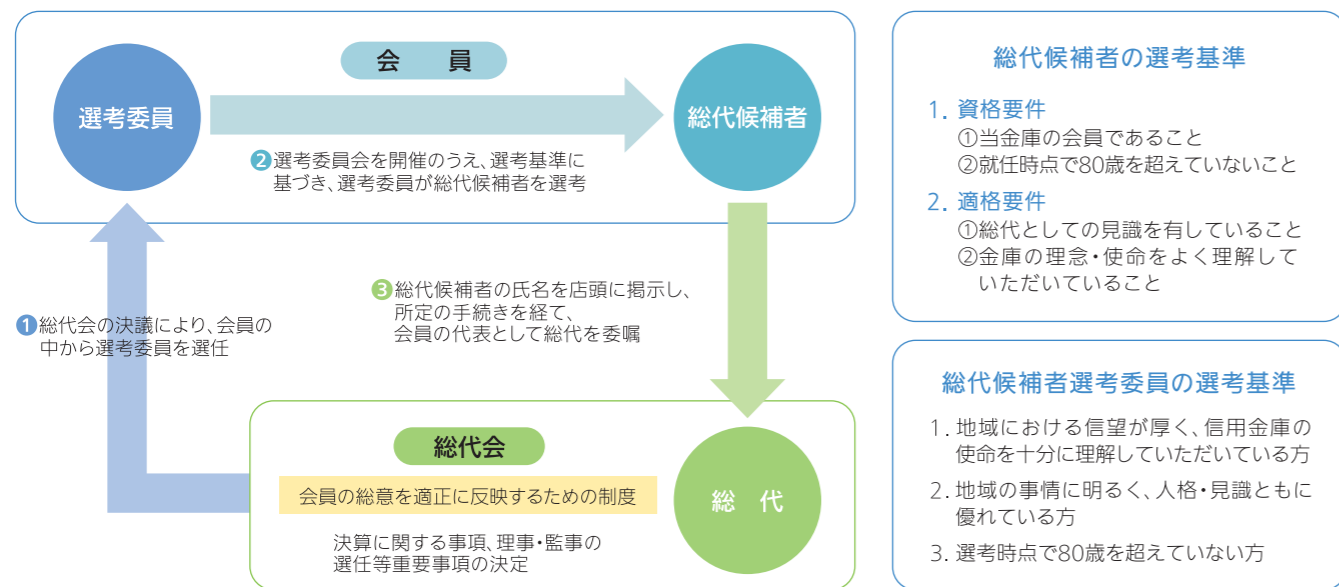 会　員
選考委員
総代候補者
❷選考委員会を開催のうえ、選考基準に
基づき、選考委員が総代候補者を選考
❶総代会の決議により、会員の
中から選考委員を選任
❸総代候補者の氏名を店頭に掲示し、
所定の手続きを経て、
会員の代表として総代を委嘱
総代会
会員の総意を適正に反映するための制度
決算に関する事項、理事・監事の
選任等重要事項の決定
総　代
総代候補者の選考基準
1. 資格要件
①当金庫の会員であること
②就任時点で80歳を超えていないこと
2. 適格要件
①総代としての見識を有していること
②金庫の理念・使命をよく理解して
いただいていること
総代候補者選考委員の選考基準
1. 地域における信望が厚く、信用金庫の
使命を十分に理解していただいている方
2. 地域の事情に明るく、人格・見識ともに
優れている方
3. 選考時点で80歳を超えていない方